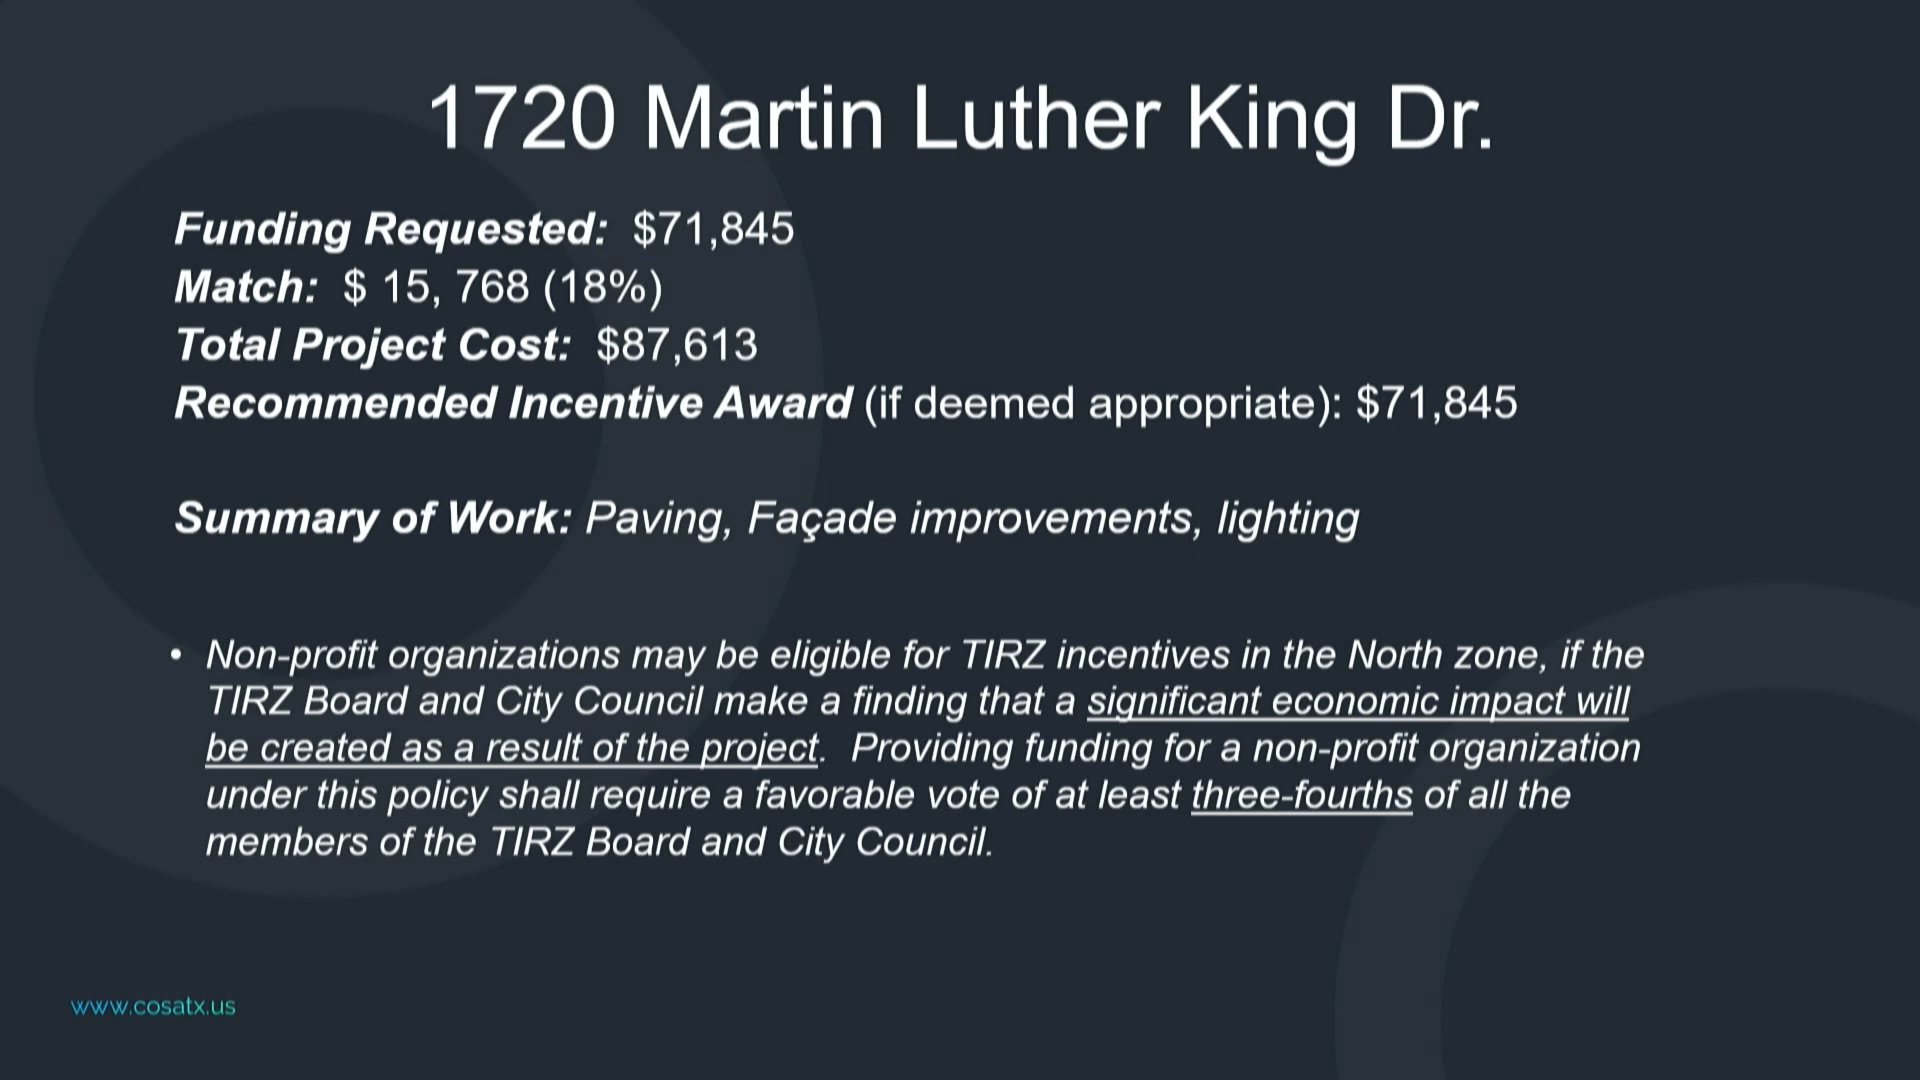 1720 Martin Luther King Dr.
Funding Requested: $71,845
Match: $ 15, 768 (18%)
Total Project Cost: $87,613
Recommended Incentive Award (if deemed appropriate): $71,845
Summary of Work: Paving, Façade improvements, lighting
• Non-profit organizations may be eligible for TIRZ incentives in the North zone, if the
TIRZ Board and City Council make a finding that a significant economic impact will
be created as a result of the project. Providing funding for a non-profit organization
under this policy shall require a favorable vote of at least three-fourths of all the
members of the TIRZ Board and City Council.
www.cosatx.us